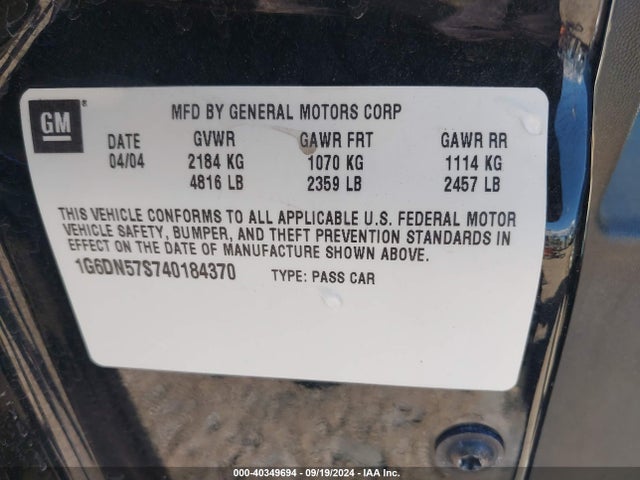 GM ®
MFD BY GENERAL MOTORS CORP
DATE GVWR GAWR FRT GAWR RR
04/04 2184 KG 1070 KG 1114 KG
4816 LB 2359 LB 2457 LB
THIS VEHICLE CONFORMS TO ALL APPLICABLE U.S. FEDERAL MOTOR
VEHICLE SAFETY, BUMPER, AND THEFT PREVENTION STANDARDS IN
EFFECT ON THE DATE OF MANUFACTURE SHOWN ABOVE.
1G6DN57S740184370 TYPE: PASS CAR
000-40349694 - 09/19/2024 - IAA Inc.